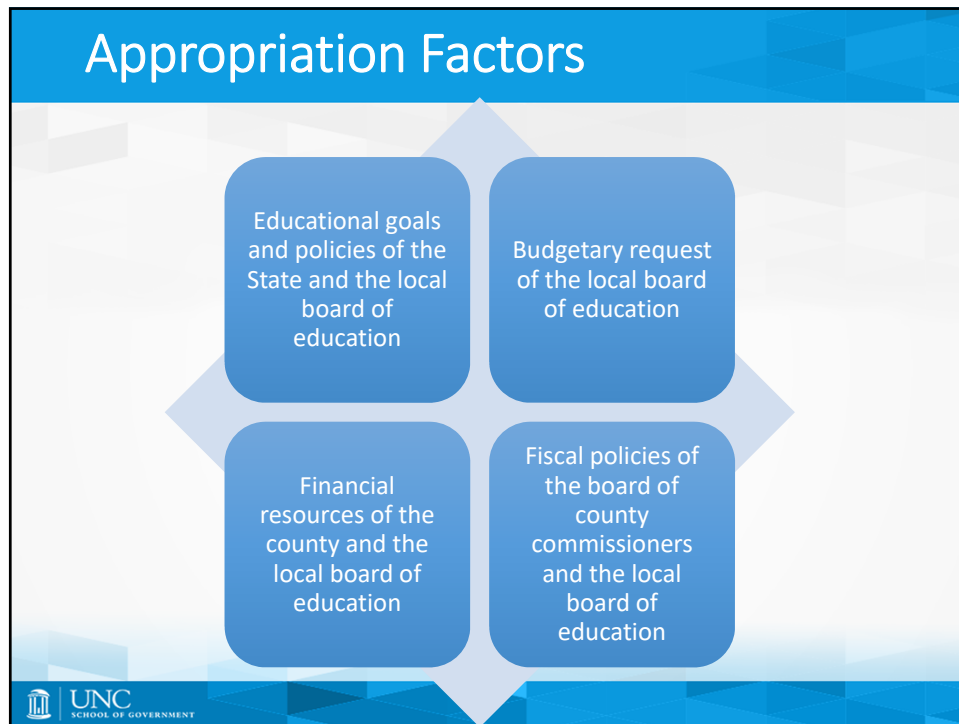 Appropriation Factors
Educational goals
and policies of the
State and the local
board of
education
Budgetary request
of the local board
of education
Financial
resources of the
county and the
local board of
education
Fiscal policies of
the board of
county
commissioners
and the local
board of
education
UNC
SCHOOL OF GOVERNMENT